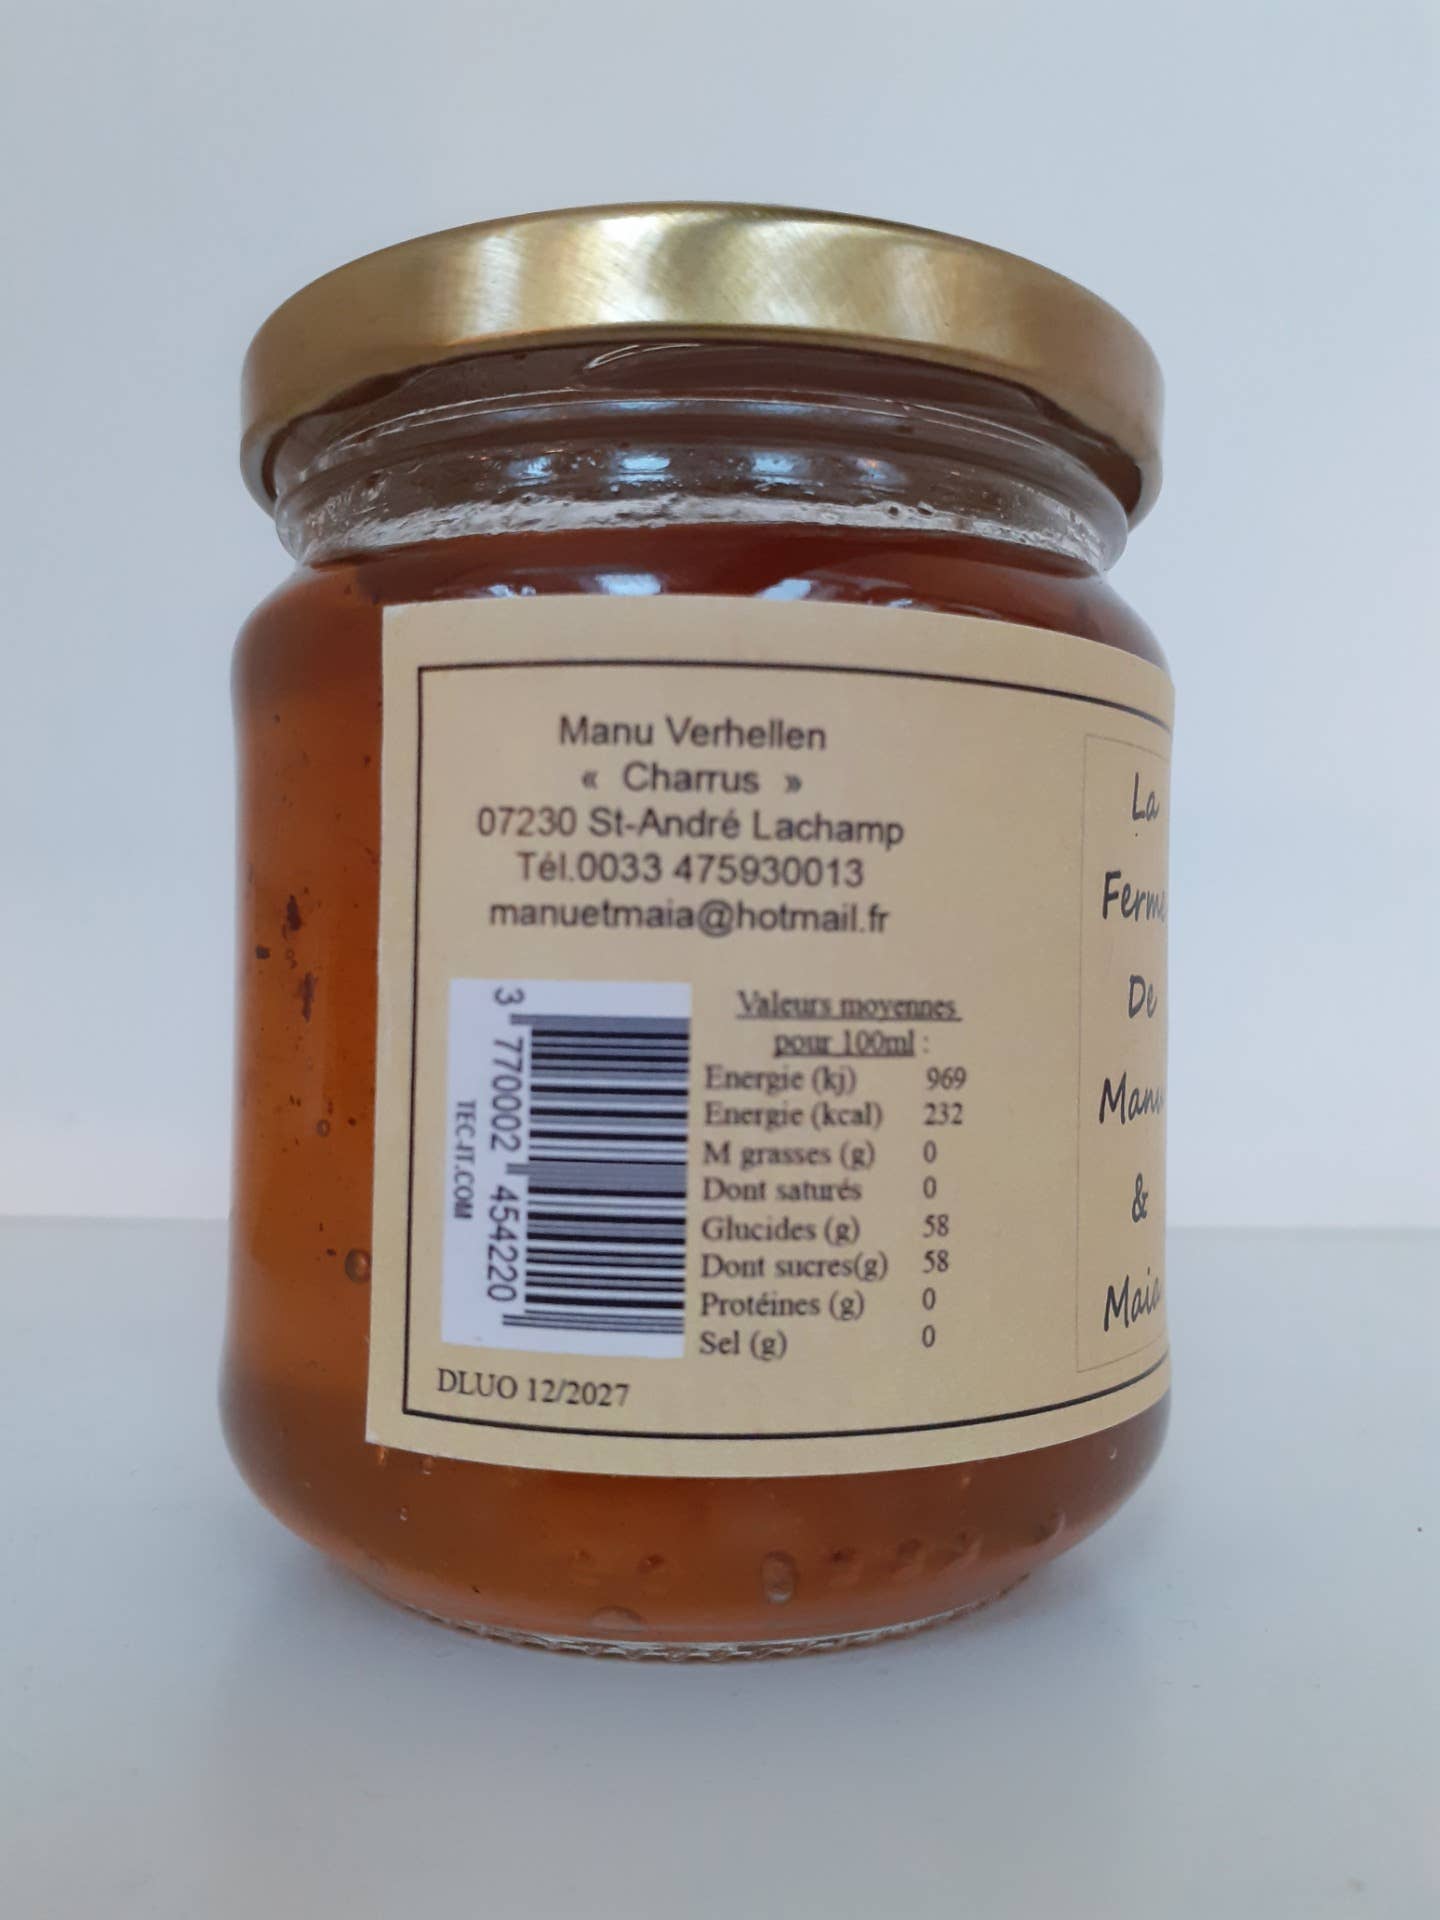 Manu Verhellen
« Charrus »
07230 St-André Lachamp
Tél.0033 475930013
manuetmaia@hotmail.fr
3 770002 454220
TEC-IT.COM
Valeurs moyennes
pour 100ml :
Energie (kj) 969
Energie (kcal) 232
M grasses (g) 0
Dont saturés 0
Glucides (g) 58
Dont sucres(g) 58
Protéines (g) 0
Sel (g) 0
DLUO 12/2027
La
Ferme
De
Manu
&
Maia